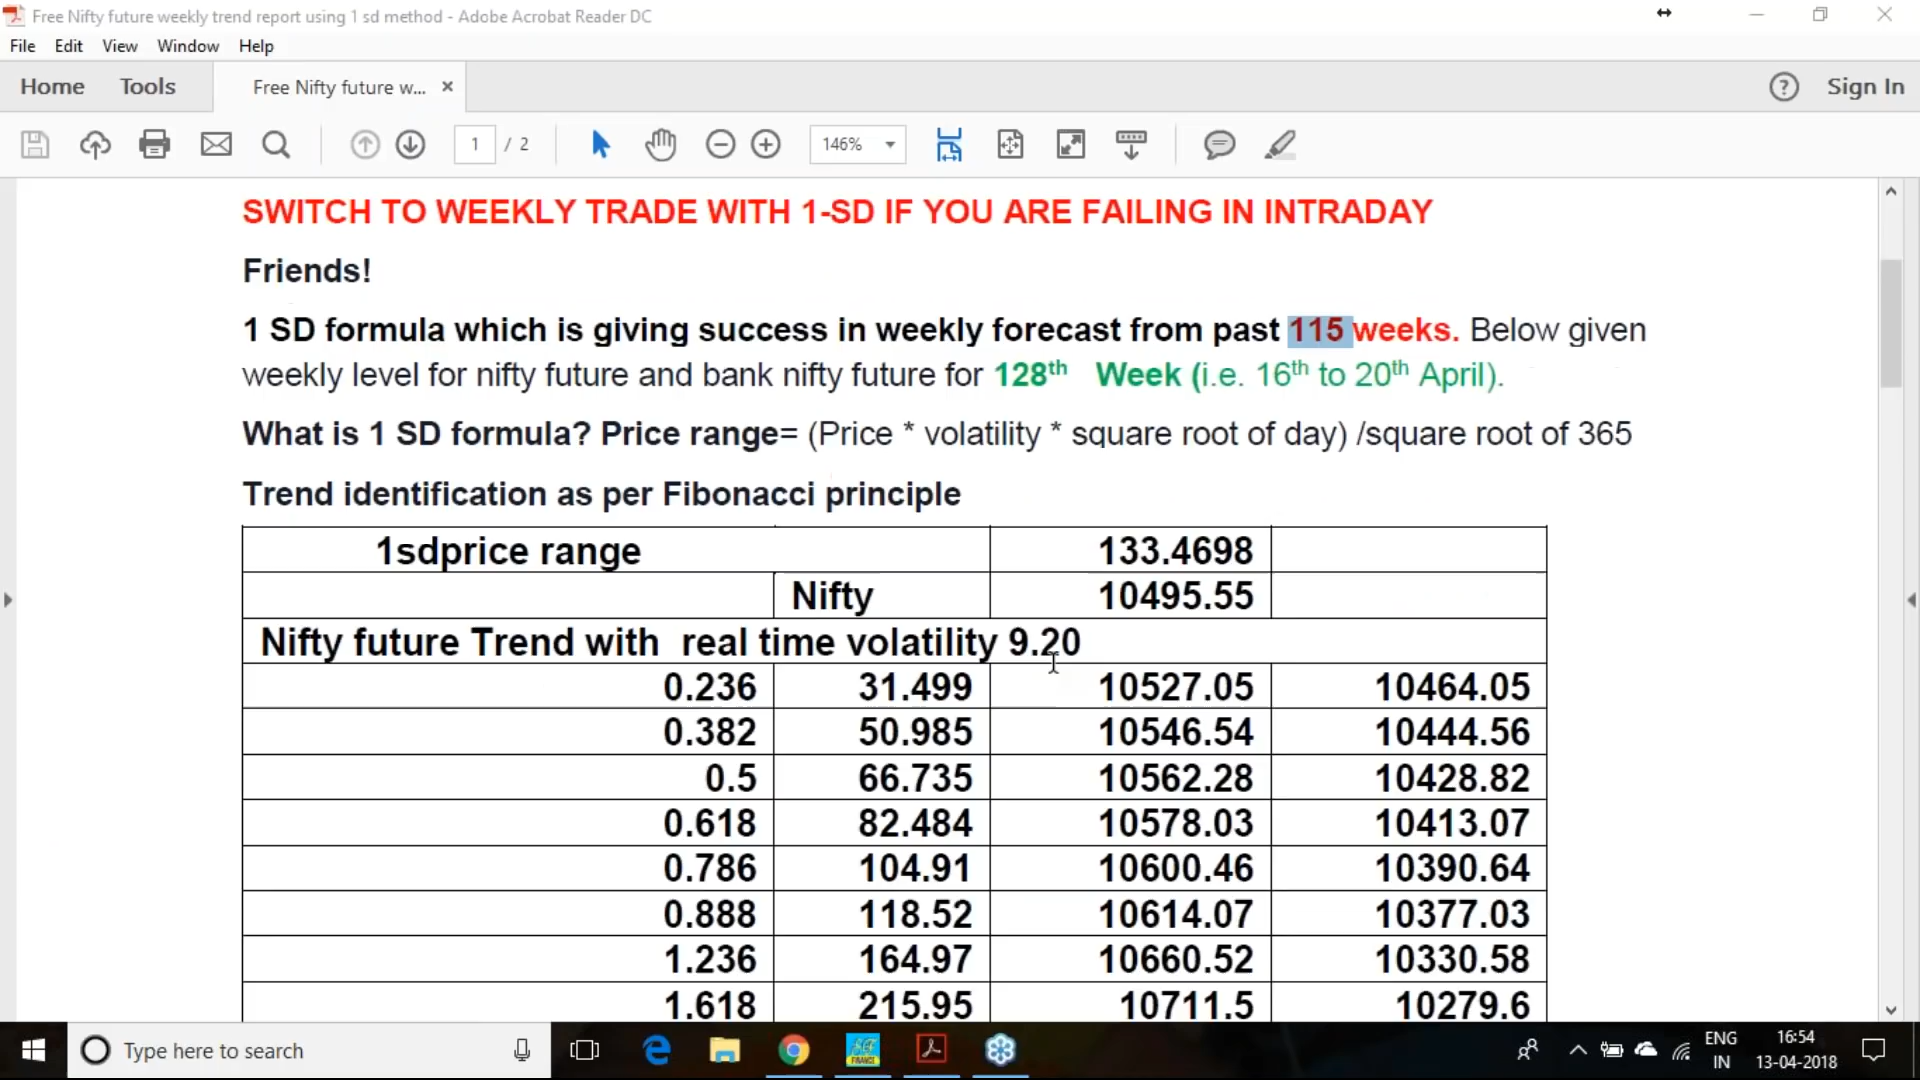 Free Nifty future weekly trend report using 1 sd method - Adobe Acrobat Reader DC
File Edit View Window Help
Home Tools Free Nifty future w... × ? Sign In
1 / 2 146%
SWITCH TO WEEKLY TRADE WITH 1-SD IF YOU ARE FAILING IN INTRADAY
Friends!
1 SD formula which is giving success in weekly forecast from past 115 weeks. Below given
weekly level for nifty future and bank nifty future for 128th Week (i.e. 16th to 20th April).
What is 1 SD formula? Price range= (Price * volatility * square root of day) /square root of 365
Trend identification as per Fibonacci principle
1sdprice range 133.4698
Nifty 10495.55
Nifty future Trend with real time volatility 9.20
0.236 31.499 10527.05 10464.05
0.382 50.985 10546.54 10444.56
0.5 66.735 10562.28 10428.82
0.618 82.484 10578.03 10413.07
0.786 104.91 10600.46 10390.64
0.888 118.52 10614.07 10377.03
1.236 164.97 10660.52 10330.58
1.618 215.95 10711.5 10279.6
Type here to search FINANCE ENG 16:54
IN 13-04-2018